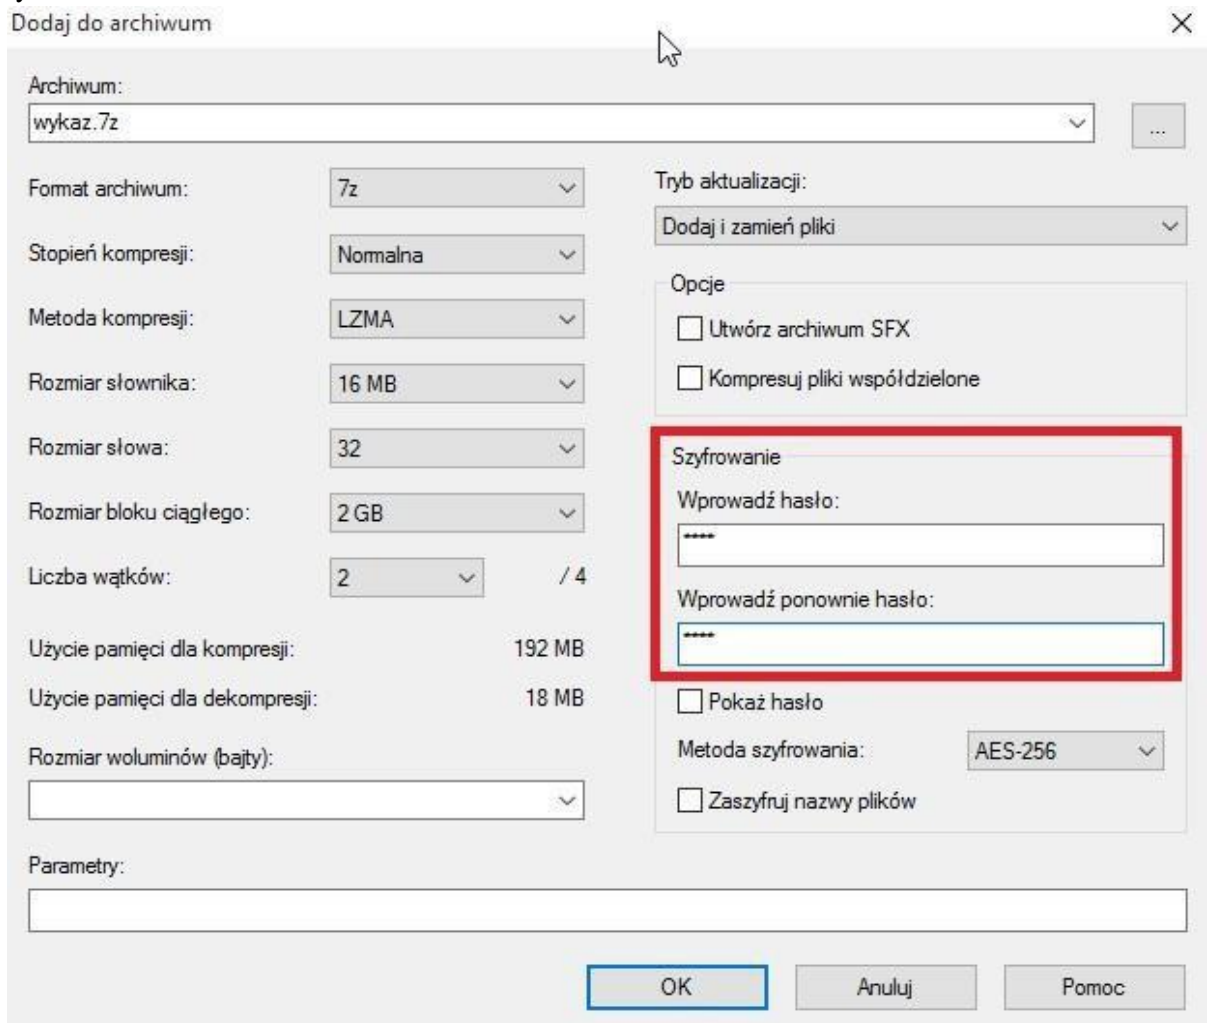 Dodaj do archiwum
Archiwum:
wykaz.7z
...
Format archiwum:
7z
Stopień kompresji:
Normalna
Metoda kompresji:
LZMA
Rozmiar słownika:
16 MB
Rozmiar słowa:
32
Rozmiar bloku ciągłego:
2 GB
Liczba wątków:
2
/ 4
Użycie pamięci dla kompresji:
192 MB
Użycie pamięci dla dekompresji:
18 MB
Rozmiar woluminów (bajty):
Tryb aktualizacji:
Dodaj i zamień pliki
Opcje
Utwórz archiwum SFX
Kompresuj pliki współdzielone
Szyfrowanie
Wprowadź hasło:
****
Wprowadź ponownie hasło:
****
Pokaż hasło
Metoda szyfrowania:
AES-256
Zaszyfruj nazwy plików
Parametry:
OK
Anuluj
Pomoc